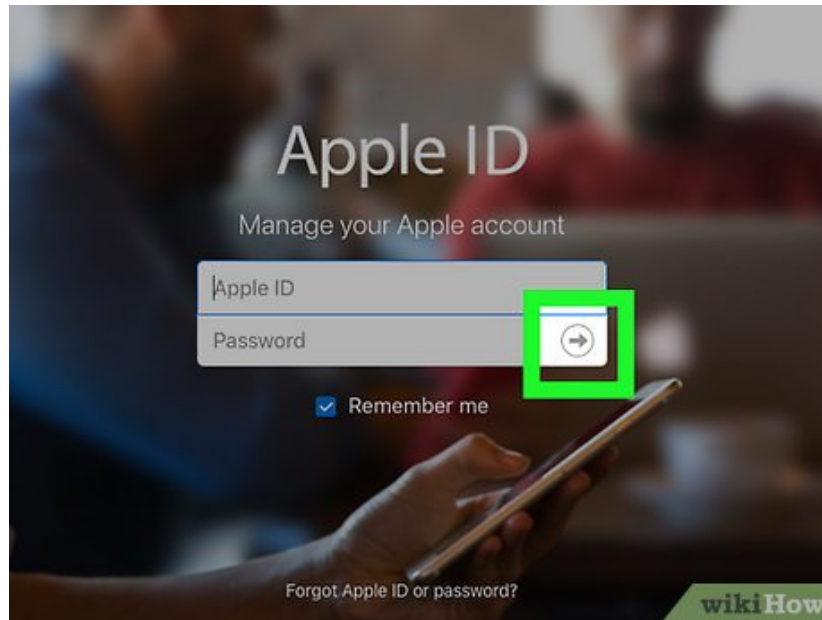 Apple ID
Manage your Apple account
Apple ID
Password
Remember me
Forgot Apple ID or password?
wikiHow